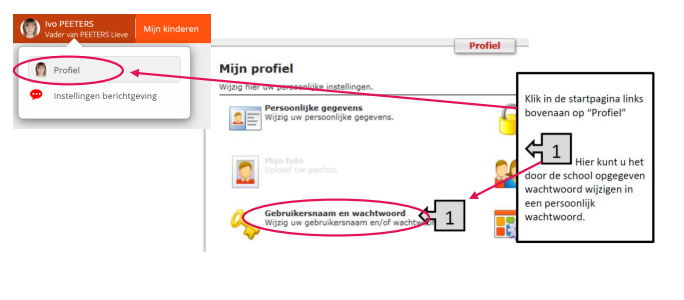 Ivo PEETERS
Vader van PEETERS Lieve
Mijn kinderen
Profiel
Instellingen berichtgeving
Profiel
Mijn profiel
Wijzig hier uw persoonlijke instellingen.
Persoonlijke gegevens
Wijzig uw persoonlijke gegevens.
Mijn foto
Upload uw pasfoto.
Gebruikersnaam en wachtwoord
Wijzig uw gebruikersnaam en/of
1
Klik in de startpagina links
bovenaan op “Profiel”
1 Hier kunt u het
door de school opgegeven
wachtwoord wijzigen in
een persoonlijk
wachtwoord.